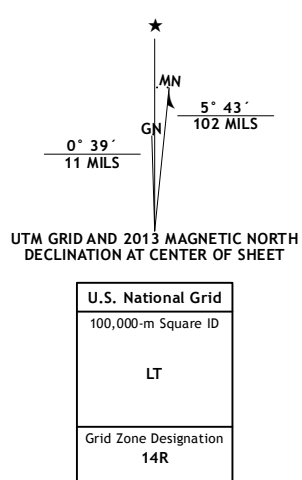 ★
MN
5° 43´
102 MILS
GN
0° 39´
11 MILS
UTM GRID AND 2013 MAGNETIC NORTH
DECLINATION AT CENTER OF SHEET
U.S. National Grid
100,000-m Square ID
LT
Grid Zone Designation
14R